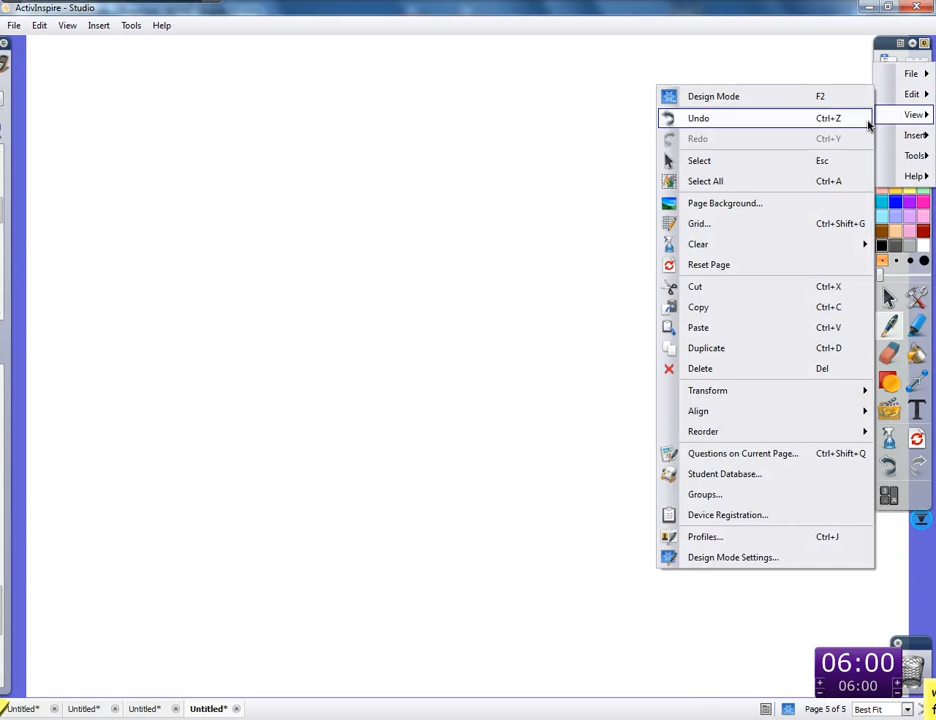 ActivInspire - Studio
File Edit View Insert Tools Help
File
Edit
View
Insert
Tools
Help
Design Mode F2
Undo Ctrl+Z
Redo Ctrl+Y
Select Esc
Select All Ctrl+A
Page Background...
Grid... Ctrl+Shift+G
Clear
Reset Page
Cut Ctrl+X
Copy Ctrl+C
Paste Ctrl+V
Duplicate Ctrl+D
Delete Del
Transform
Align
Reorder
Questions on Current Page... Ctrl+Shift+Q
Student Database...
Groups...
Device Registration...
Profiles... Ctrl+J
Design Mode Settings...
06:00
06:00
Untitled* Untitled* Untitled* Untitled* Page 5 of 5 Best Fit